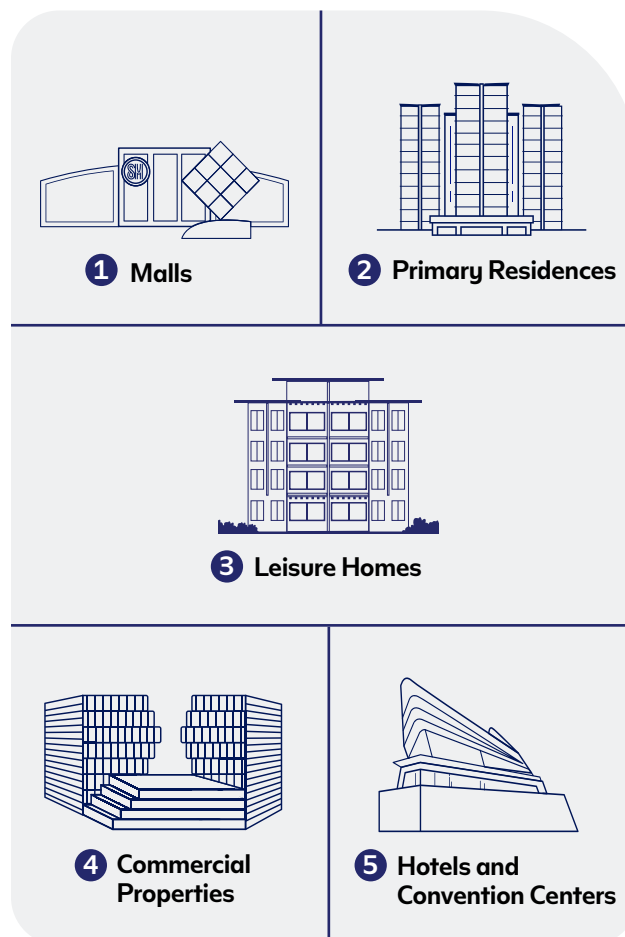 SM
1 Malls
2 Primary Residences
3 Leisure Homes
4 Commercial
Properties
5 Hotels and
Convention Centers